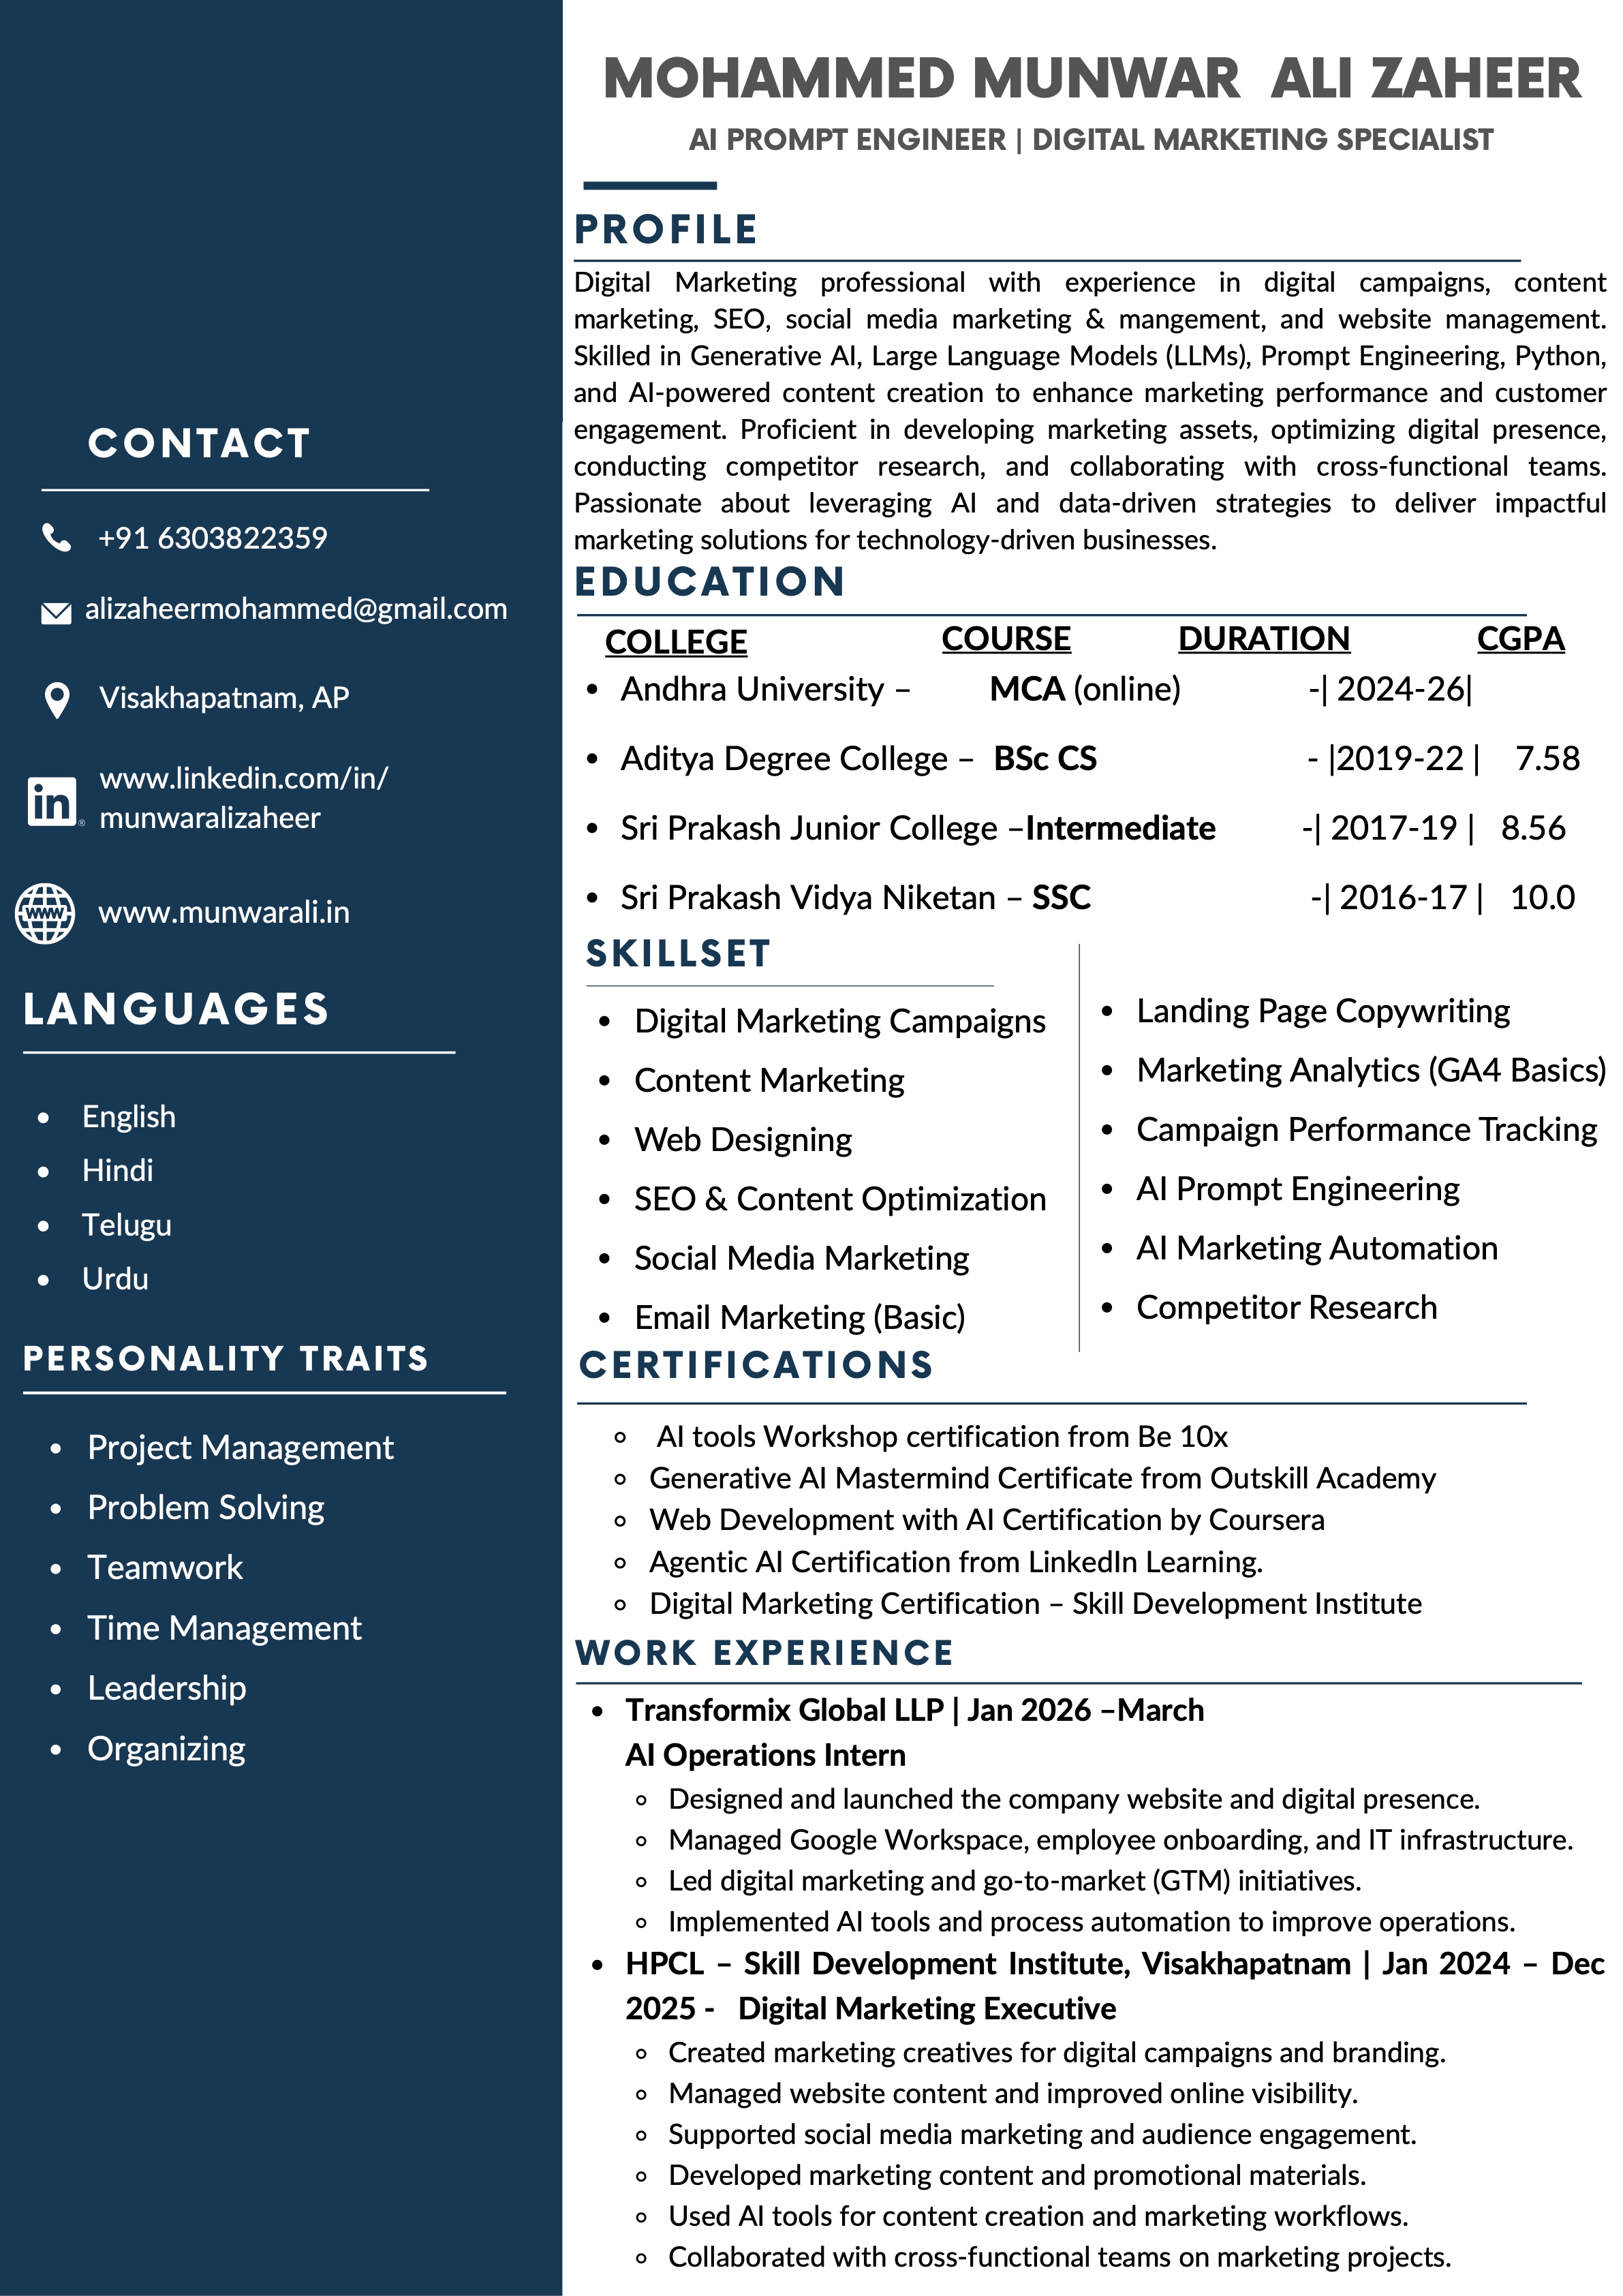 MOHAMMED MUNWAR ALI ZAHEER
AI PROMPT ENGINEER | DIGITAL MARKETING SPECIALIST
CONTACT
+91 6303822359
alizaheermohammed@gmail.com
Visakhapatnam, AP
in®
www.linkedin.com/in/
munwaralizaheer
www
www.munwarali.in
LANGUAGES
• English
• Hindi
• Telugu
• Urdu
PERSONALITY TRAITS
• Project Management
• Problem Solving
• Teamwork
• Time Management
• Leadership
• Organizing
PROFILE
Digital Marketing professional with experience in digital campaigns, content
marketing, SEO, social media marketing & mangement, and website management.
Skilled in Generative AI, Large Language Models (LLMs), Prompt Engineering, Python,
and AI-powered content creation to enhance marketing performance and customer
engagement. Proficient in developing marketing assets, optimizing digital presence,
conducting competitor research, and collaborating with cross-functional teams.
Passionate about leveraging AI and data-driven strategies to deliver impactful
marketing solutions for technology-driven businesses.
EDUCATION
COLLEGE COURSE DURATION CGPA
• Andhra University – MCA (online) -| 2024-26|
• Aditya Degree College – BSc CS - |2019-22 | 7.58
• Sri Prakash Junior College –Intermediate -| 2017-19 | 8.56
• Sri Prakash Vidya Niketan – SSC -| 2016-17 | 10.0
SKILLSET
• Digital Marketing Campaigns
• Content Marketing
• Web Designing
• SEO & Content Optimization
• Social Media Marketing
• Email Marketing (Basic)
• Landing Page Copywriting
• Marketing Analytics (GA4 Basics)
• Campaign Performance Tracking
• AI Prompt Engineering
• AI Marketing Automation
• Competitor Research
CERTIFICATIONS
◦ AI tools Workshop certification from Be 10x
◦ Generative AI Mastermind Certificate from Outskill Academy
◦ Web Development with AI Certification by Coursera
◦ Agentic AI Certification from LinkedIn Learning.
◦ Digital Marketing Certification – Skill Development Institute
WORK EXPERIENCE
• Transformix Global LLP | Jan 2026 –March
AI Operations Intern
◦ Designed and launched the company website and digital presence.
◦ Managed Google Workspace, employee onboarding, and IT infrastructure.
◦ Led digital marketing and go-to-market (GTM) initiatives.
◦ Implemented AI tools and process automation to improve operations.
• HPCL – Skill Development Institute, Visakhapatnam | Jan 2024 – Dec
2025 - Digital Marketing Executive
◦ Created marketing creatives for digital campaigns and branding.
◦ Managed website content and improved online visibility.
◦ Supported social media marketing and audience engagement.
◦ Developed marketing content and promotional materials.
◦ Used AI tools for content creation and marketing workflows.
◦ Collaborated with cross-functional teams on marketing projects.